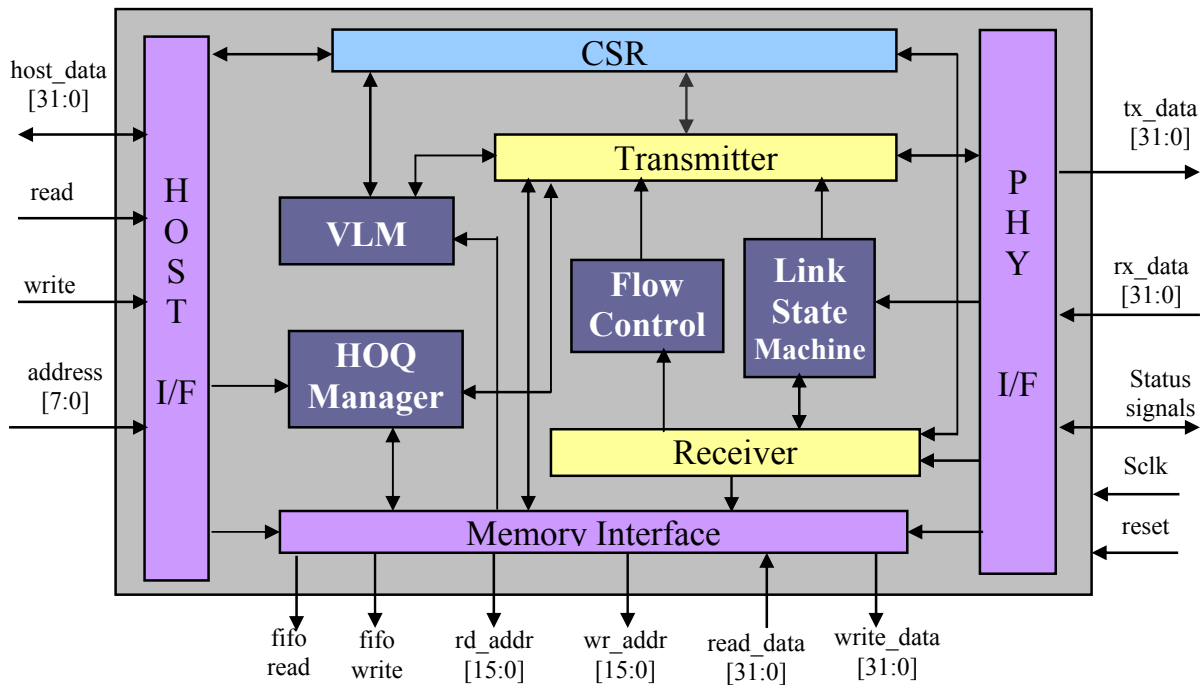 CSR
host_data
[31:0]
read
write
address
[7:0]
H
O
S
T
I/F
Transmitter
VLM
Flow
Control
Link
State
Machine
HOQ
Manager
Receiver
Memory Interface
P
H
Y
I/F
tx_data
[31:0]
rx_data
[31:0]
Status
signals
Sclk
reset
fifo
read
fifo
write
rd_addr
[15:0]
wr_addr
[15:0]
read_data
[31:0]
write_data
[31:0]